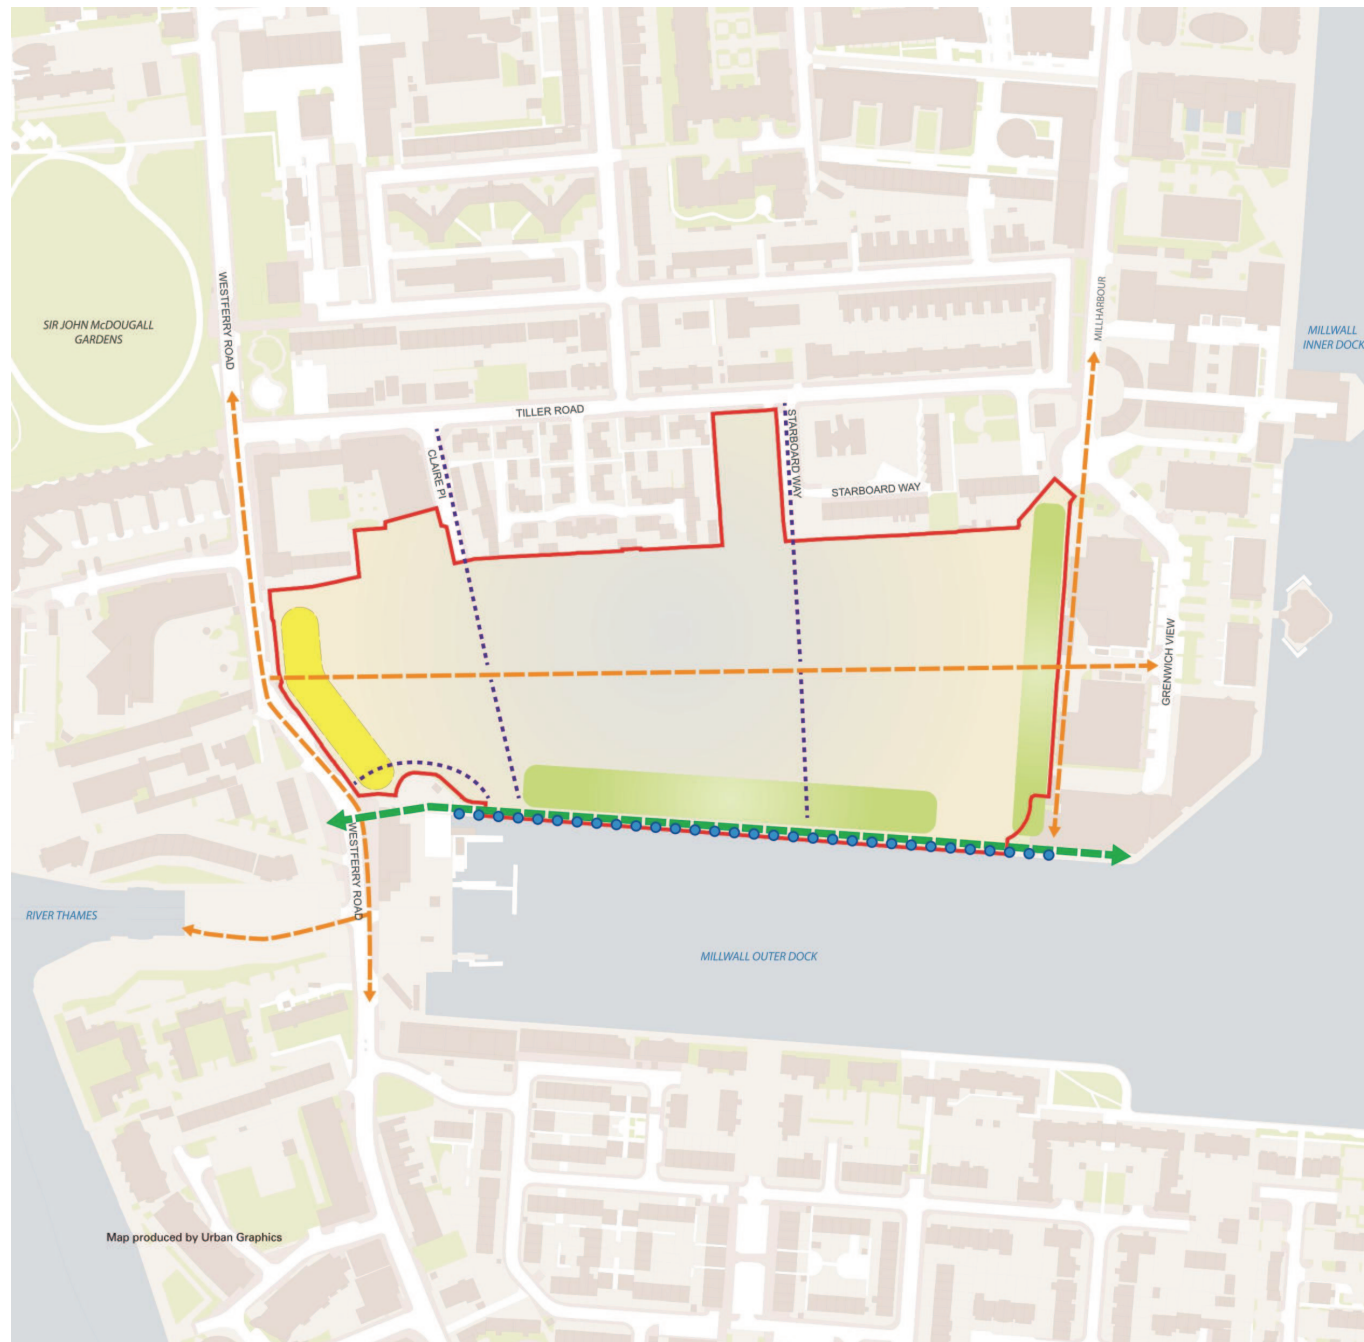 WESTFERRY ROAD
MILLHARBOUR
SIR JOHN McDOUGALL
GARDENS
MILLWALL
INNER DOCK
TILLER ROAD
CLAIRE Pl
STARBOARD WAY
STARBOARD WAY
GRENWICH VIEW
WESTFERRY ROAD
RIVER THAMES
MILLWALL OUTER DOCK
Map produced by Urban Graphics